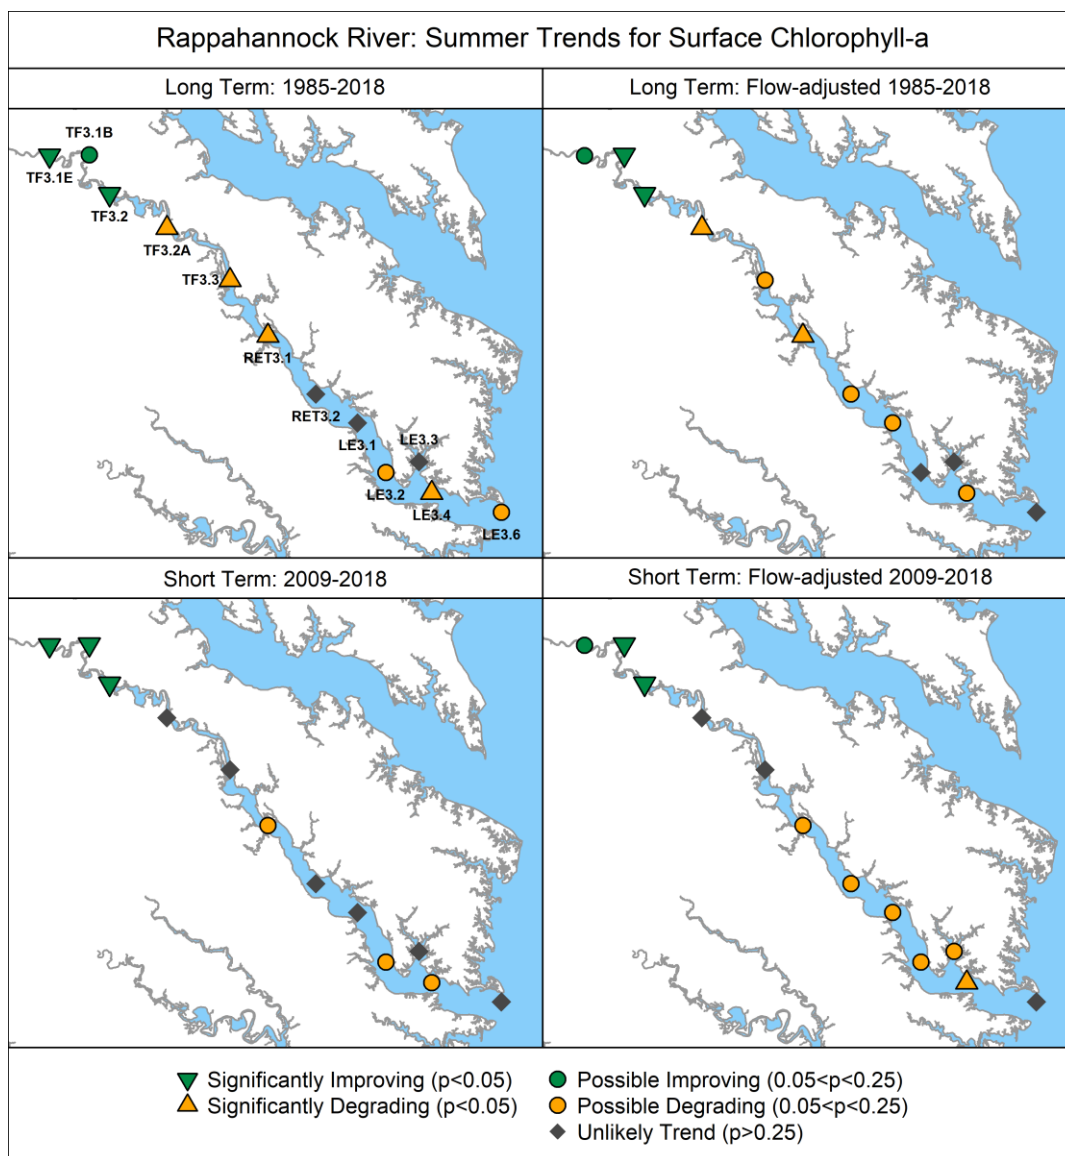 Rappahannock River: Summer Trends for Surface Chlorophyll-a
Long Term: 1985-2018
Long Term: Flow-adjusted 1985-2018
TF3.1B
TF3.1E
TF3.2
TF3.2A
TF3.3
RET3.1
RET3.2
LE3.1
LE3.3
LE3.2
LE3.4
LE3.6
Short Term: 2009-2018
Short Term: Flow-adjusted 2009-2018
Significantly Improving (p<0.05)
Possible Improving (0.05<p<0.25)
Significantly Degrading (p<0.05)
Possible Degrading (0.05<p<0.25)
Unlikely Trend (p>0.25)